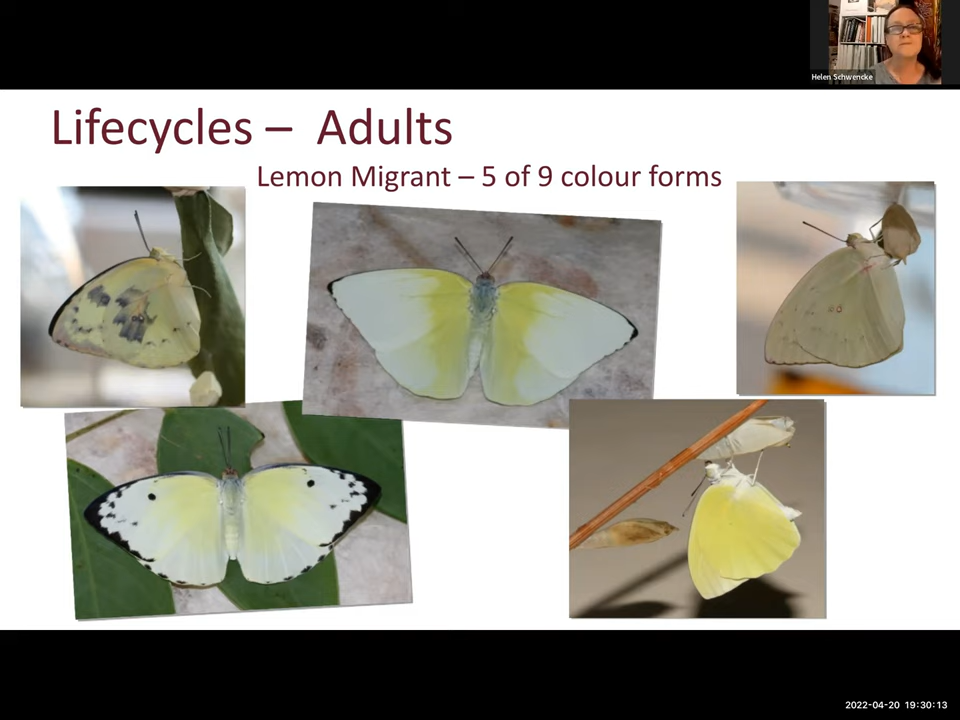 Helen Schwencke
Lifecycles – Adults
Lemon Migrant – 5 of 9 colour forms
2022-04-20 19:30:13